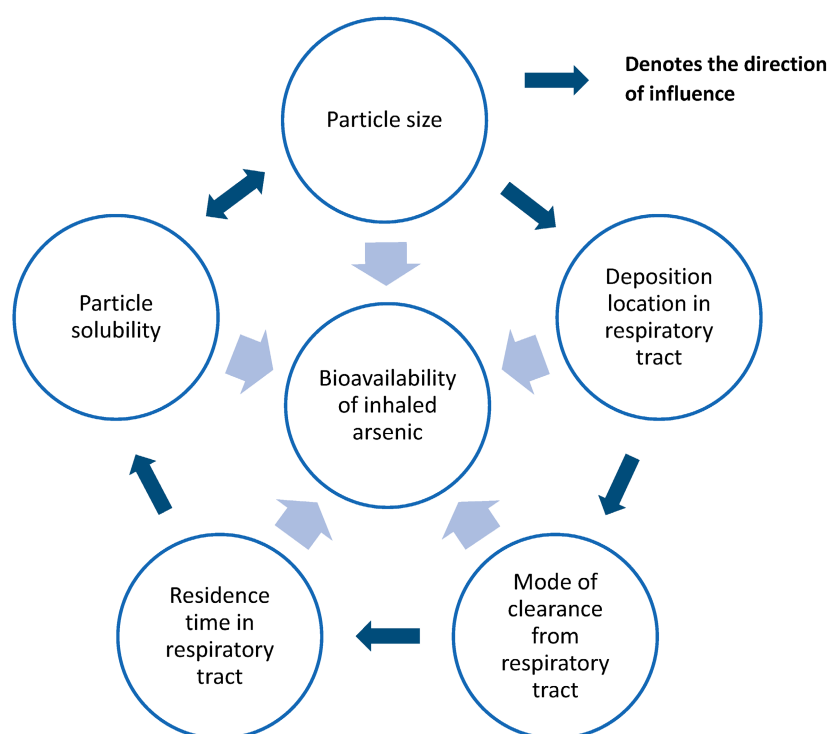 Particle size
Denotes the direction
of influence
Particle
solubility
Deposition
location in
respiratory
tract
Bioavailability
of inhaled
arsenic
Residence
time in
respiratory
tract
Mode of
clearance
from
respiratory
tract